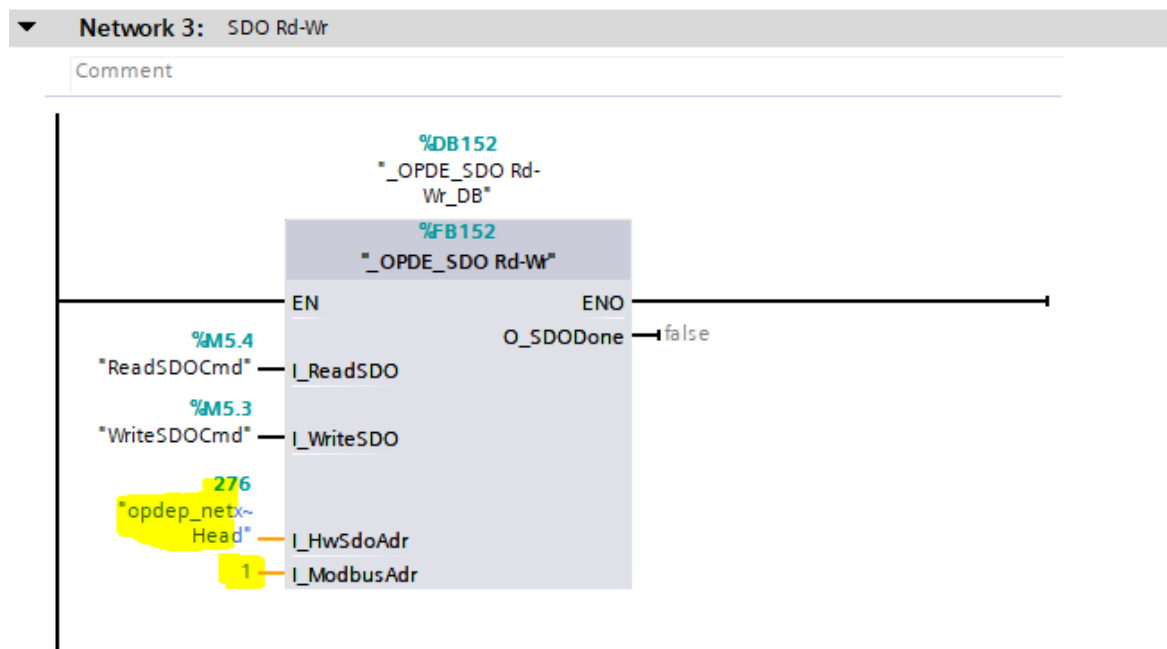 Network 3: SDO Rd-Wr
Comment
%DB152
"_OPDE_SDO Rd-
Wr_DB"
%FB152
"_OPDE_SDO Rd-Wr"
EN ENO
O_SDODone false
%M5.4
"ReadSDOCmd" I_ReadSDO
%M5.3
"WriteSDOCmd" I_WriteSDO
276
"opdep_netx~
Head" I_HwSdoAdr
1 I_ModbusAdr